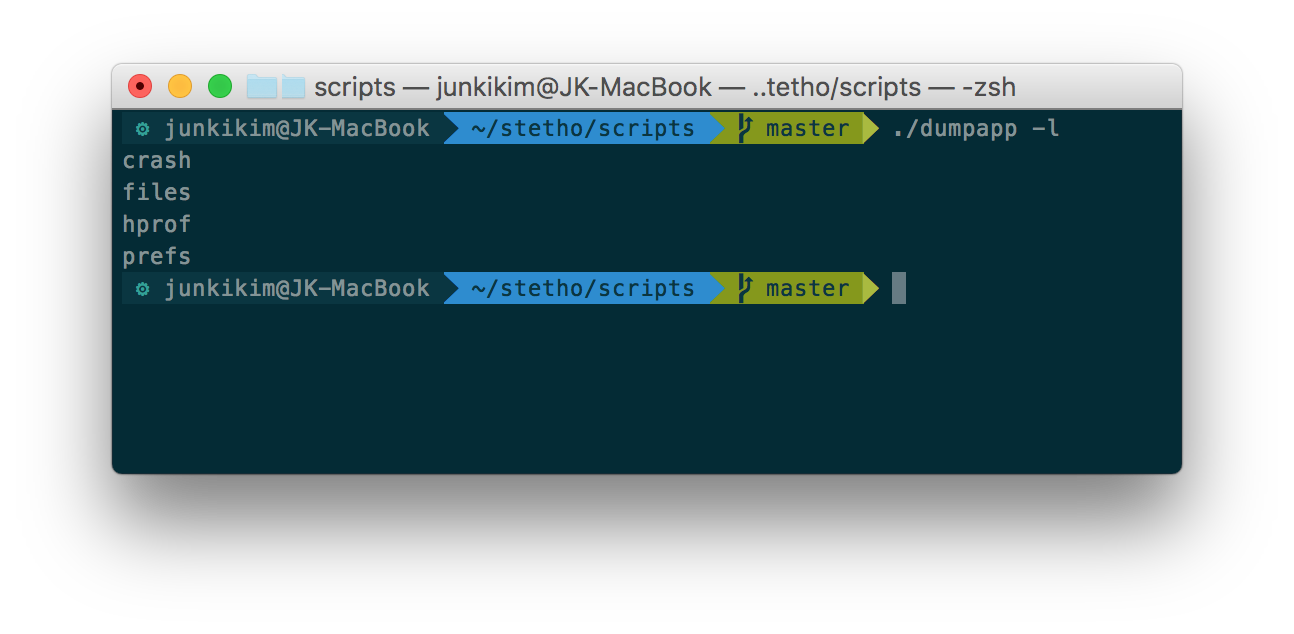 scripts — junkikim@JK-MacBook — ..tetho/scripts — -zsh
junkikim@JK-MacBook ~/stetho/scripts master ./dumpapp -l
crash
files
hprof
prefs
junkikim@JK-MacBook ~/stetho/scripts master